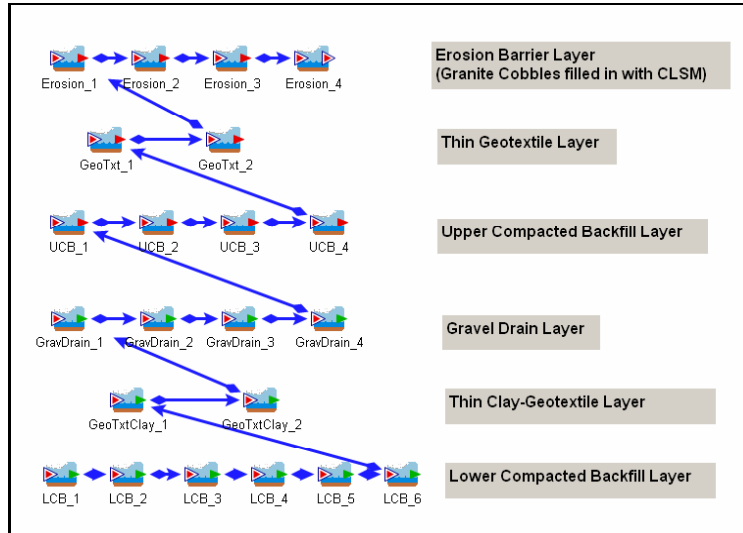 Erosion_1 Erosion_2 Erosion_3 Erosion_4
Erosion Barrier Layer
(Granite Cobbles filled in with CLSM)
GeoTxt_1 GeoTxt_2
Thin Geotextile Layer
UCB_1 UCB_2 UCB_3 UCB_4
Upper Compacted Backfill Layer
GravDrain_1 GravDrain_2 GravDrain_3 GravDrain_4
Gravel Drain Layer
GeoTxtClay_1 GeoTxtClay_2
Thin Clay-Geotextile Layer
LCB_1 LCB_2 LCB_3 LCB_4 LCB_5 LCB_6
Lower Compacted Backfill Layer